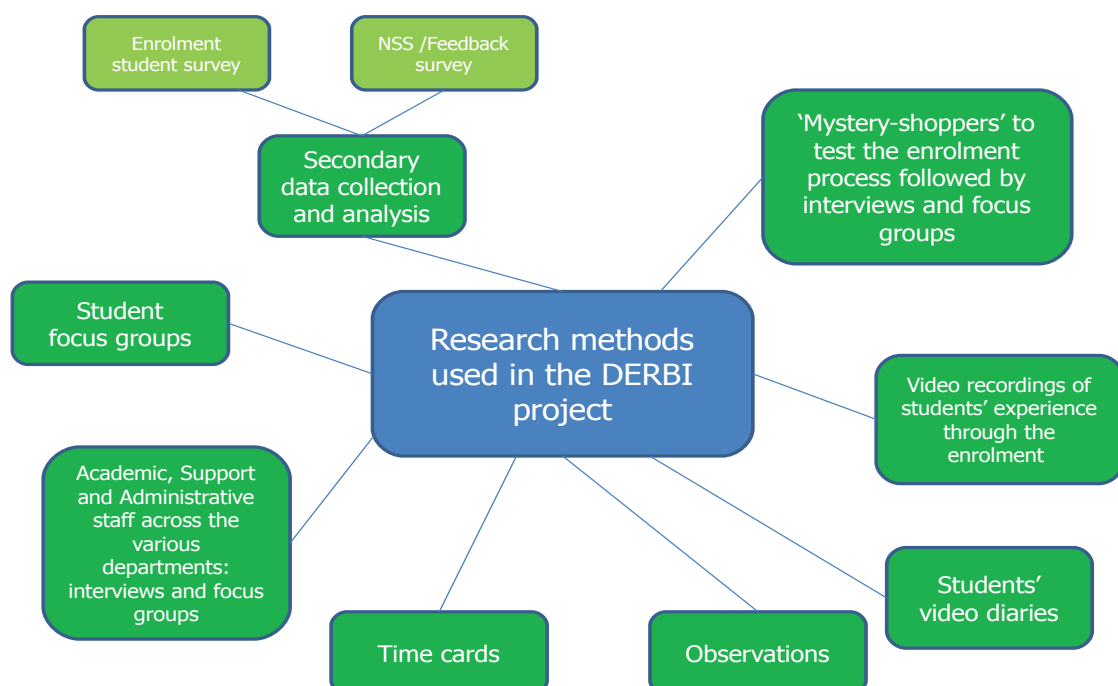 Enrolment
student survey
NSS /Feedback
survey
Secondary
data collection
and analysis
‘Mystery-shoppers’ to
test the enrolment
process followed by
interviews and focus
groups
Student
focus groups
Research methods
used in the DERBI
project
Video recordings of
students’ experience
through the
enrolment
Academic, Support
and Administrative
staff across the
various
departments:
interviews and focus
groups
Students’
video diaries
Time cards
Observations